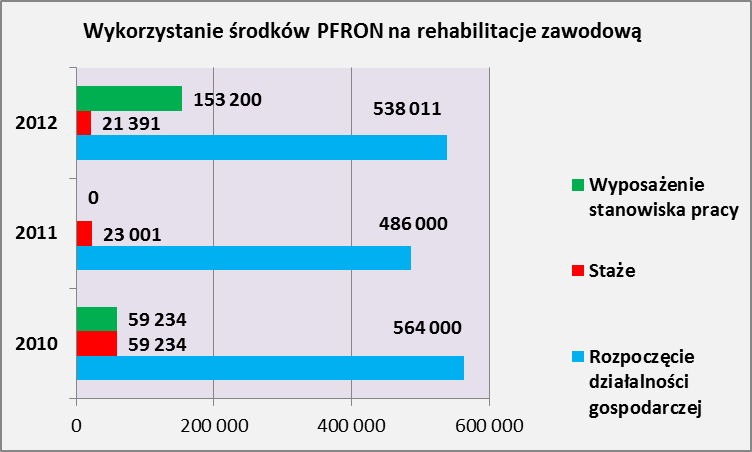 Wykorzystanie środków PFRON na rehabilitacje zawodową
2012
153 200
21 391
538 011
2011
0
23 001
486 000
2010
59 234
59 234
564 000
0
200 000
400 000
600 000
Wyposażenie
stanowiska pracy
Staże
Rozpoczęcie
działalności
gospodarczej